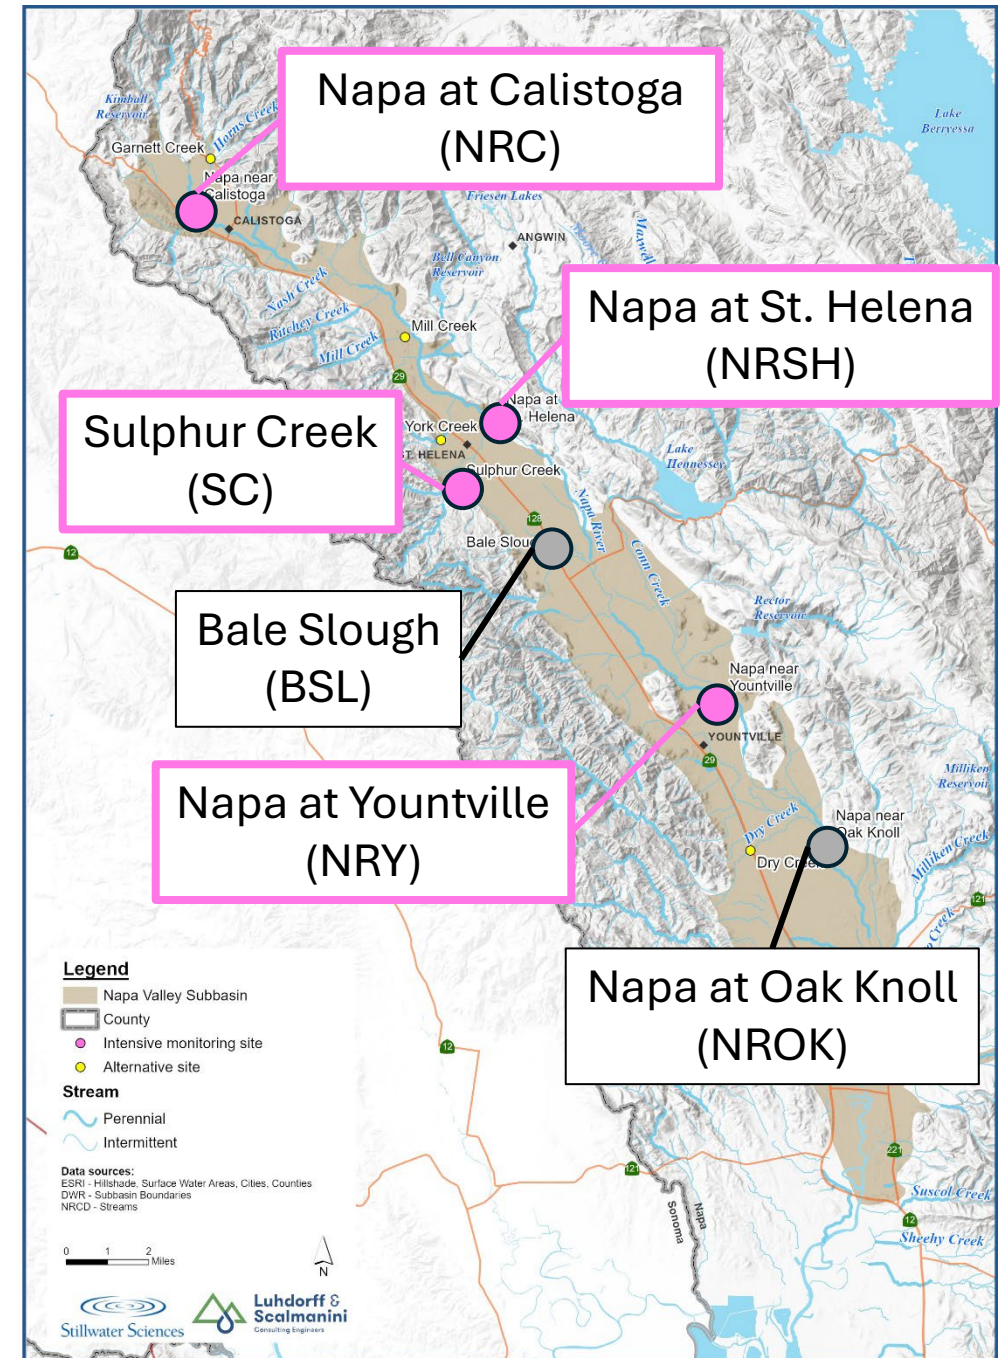 Napa at Calistoga
(NRC)
Kimball
Reservoir
Horns Creek
Garnett Creek
Napa near
Calistoga
CALISTOGA
Lake
Berryessa
Friesen Lakes
ANGWIN
Bell Canyon
Reservoir
Napa at St. Helena
(NRSH)
Nash Creek
Ritchey Creek
Mill Creek
Mill Creek
29
Napa at
Helena
Sulphur Creek
(SC)
York Creek
ST. HELENA
Sulphur Creek
Lake
Hennessey
128
Napa River
Bale Slou
Conn Creek
12
Bale Slough
(BSL)
Rector
Reservoir
Napa near
Yountville
YOUNTVILLE
29
Napa at Yountville
(NRY)
Milliken
Reservoir
Napa near
Oak Knoll
Dry Creek
Dry Creek
Milliken Creek
121
Creek
Napa at Oak Knoll
(NROK)
Legend
Napa Valley Subbasin
County
Intensive monitoring site
Alternative site
Stream
Perennial
Intermittent
Data sources:
ESRI - Hillshade, Surface Water Areas, Cities, Counties
DWR - Subbasin Boundaries
NRCD - Streams
0 1 2
Miles
N
Stillwater Sciences
Luhdorff &
Scalmanini
Consulting Engineers
12
121
221
Napa
Sonoma
Suscol Creek
12
Sheehy Creek